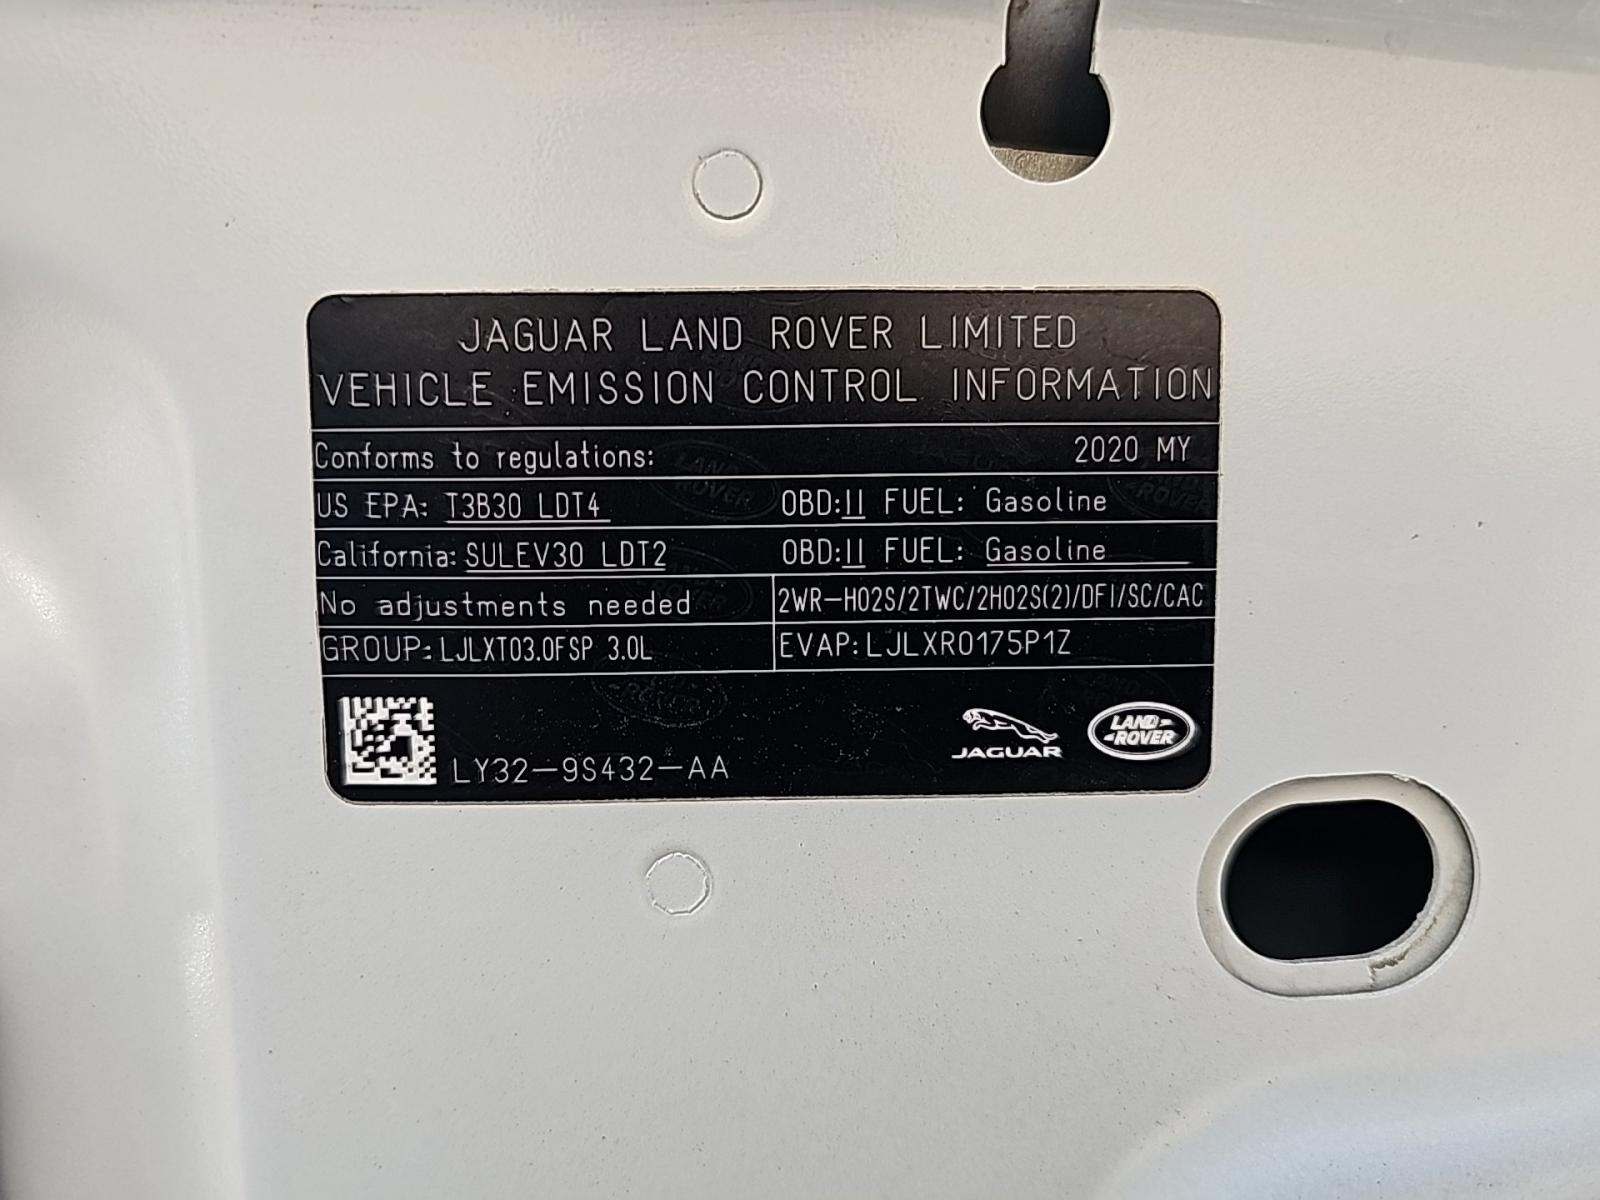 JAGUAR LAND ROVER LIMITED
VEHICLE EMISSION CONTROL INFORMATION
Conforms to regulations: 2020 MY
US EPA: T3B30 LDT4 OBD:II FUEL: Gasoline
California: SULEV30 LDT2 OBD:II FUEL: Gasoline
No adjustments needed 2WR-HO2S/2TWC/2HO2S(2)/DFI/SC/CAC
GROUP: LJLXT03.0FSP 3.0L EVAP: LJLXR0175P1Z
LY32-9S432-AA
JAGUAR
LAND-
-ROVER